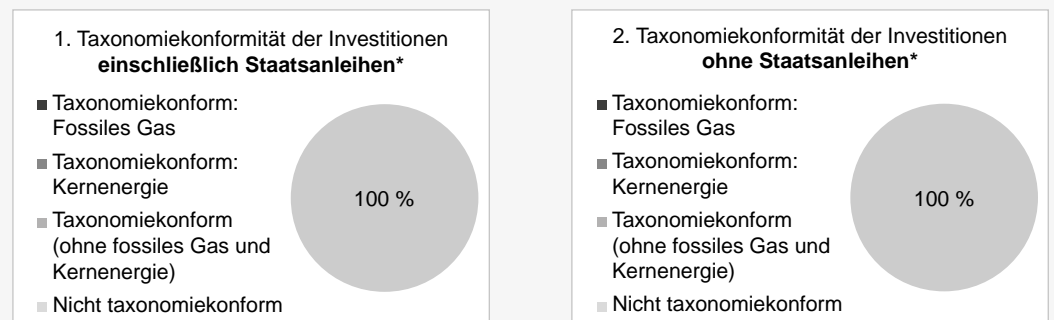 1. Taxonomiekonformität der Investitionen
einschließlich Staatsanleihen*
Taxonomiekonform:
Fossiles Gas
Taxonomiekonform:
Kernenergie
Taxonomiekonform
(ohne fossiles Gas und
Kernenergie)
Nicht taxonomiekonform
100 %
2. Taxonomiekonformität der Investitionen
ohne Staatsanleihen*
Taxonomiekonform:
Fossiles Gas
Taxonomiekonform:
Kernenergie
Taxonomiekonform
(ohne fossiles Gas und
Kernenergie)
Nicht taxonomiekonform
100 %